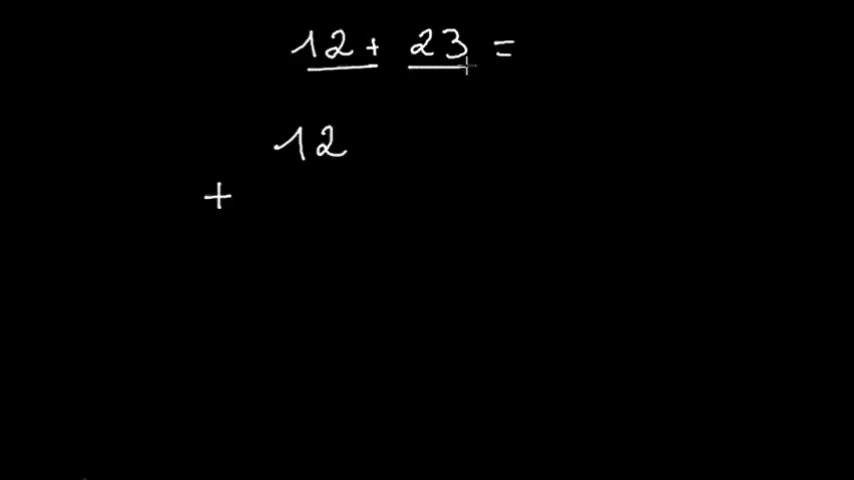 12 + 23 =
12
+